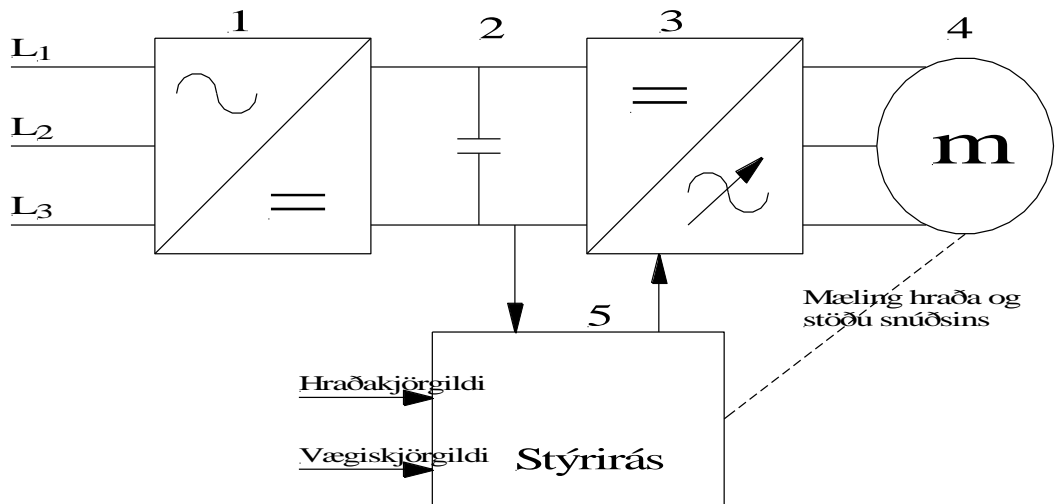 1
2
3
4
L1
L2
L3
m
Mæling hraða og
stöðu snúðsins
5
Hraðakjörgildi
Vægiskjörgildi
Stýrirás